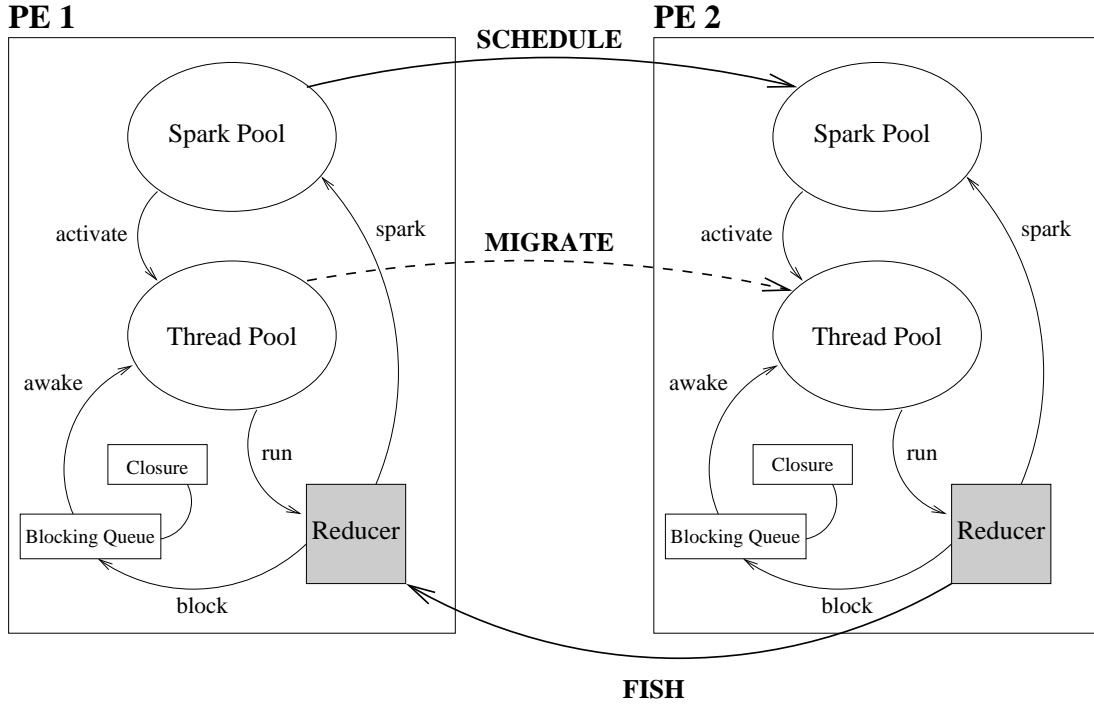 PE 1
PE 2
SCHEDULE
Spark Pool
Spark Pool
activate
spark
activate
spark
MIGRATE
Thread Pool
Thread Pool
awake
awake
run
run
Closure
Closure
Blocking Queue
Reducer
Blocking Queue
Reducer
block
block
FISH